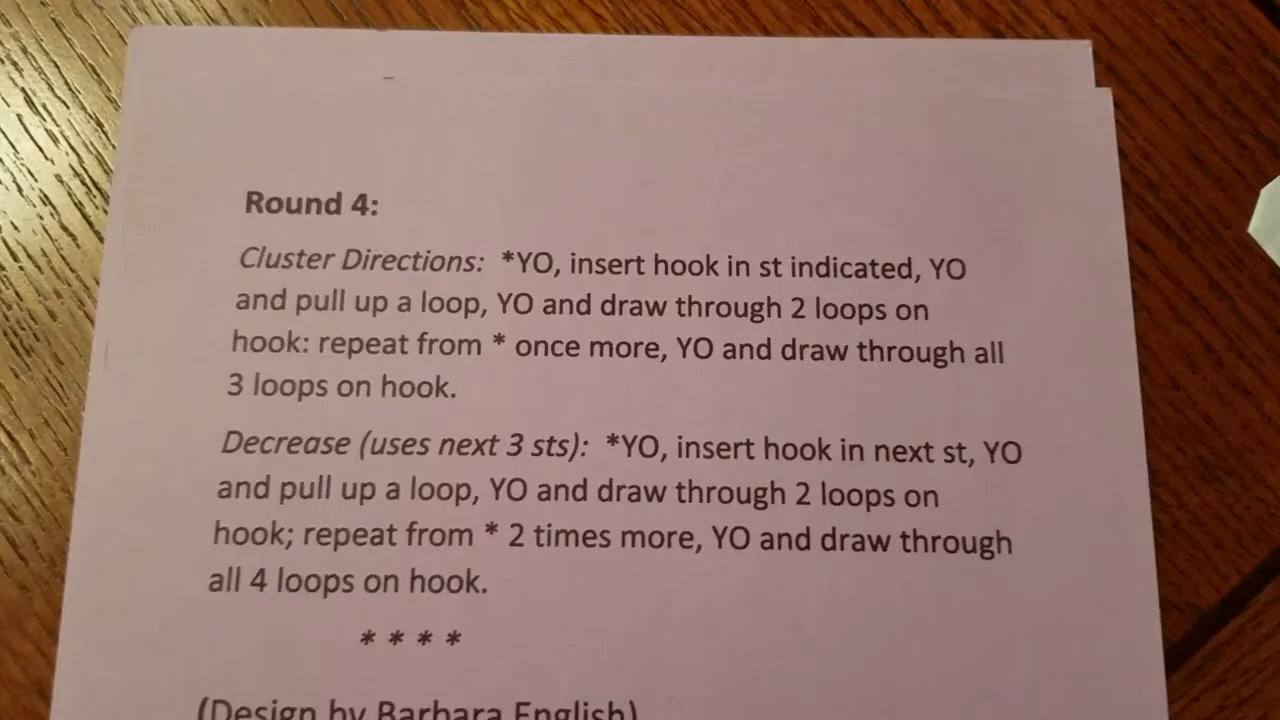 Round 4:
Cluster Directions: *YO, insert hook in st indicated, YO
and pull up a loop, YO and draw through 2 loops on
hook: repeat from * once more, YO and draw through all
3 loops on hook.
Decrease (uses next 3 sts): *YO, insert hook in next st, YO
and pull up a loop, YO and draw through 2 loops on
hook; repeat from * 2 times more, YO and draw through
all 4 loops on hook.
* * * *
(Design by Barbara English)